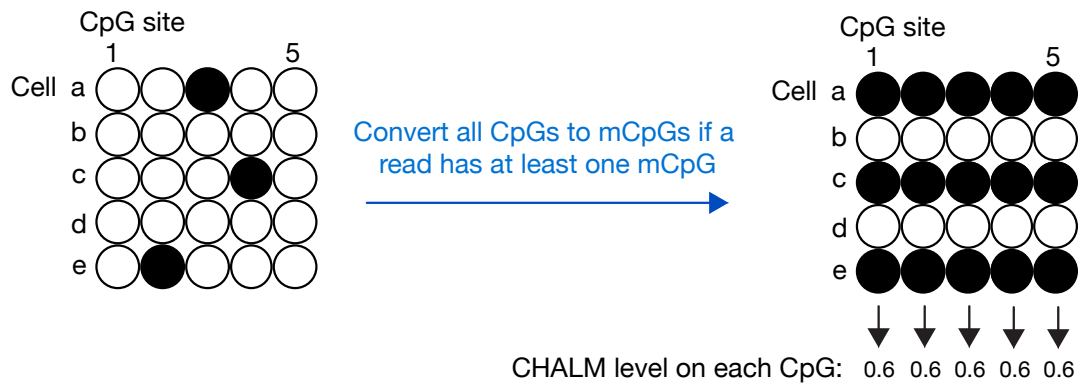 CpG site
1 5
Cell a
b
c
d
e
Convert all CpGs to mCpGs if a
read has at least one mCpG
CpG site
1 5
Cell a
b
c
d
e
CHALM level on each CpG: 0.6 0.6 0.6 0.6 0.6